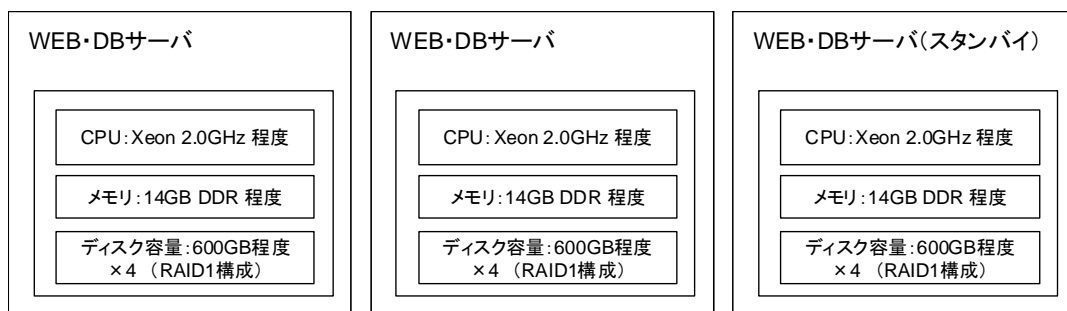 WEB・DBサーバ
CPU:Xeon 2.0GHz 程度
メモリ:14GB DDR 程度
ディスク容量:600GB程度
×4 (RAID1構成)
WEB・DBサーバ
CPU:Xeon 2.0GHz 程度
メモリ:14GB DDR 程度
ディスク容量:600GB程度
×4 (RAID1構成)
WEB・DBサーバ(スタンバイ)
CPU:Xeon 2.0GHz 程度
メモリ:14GB DDR 程度
ディスク容量:600GB程度
×4 (RAID1構成)